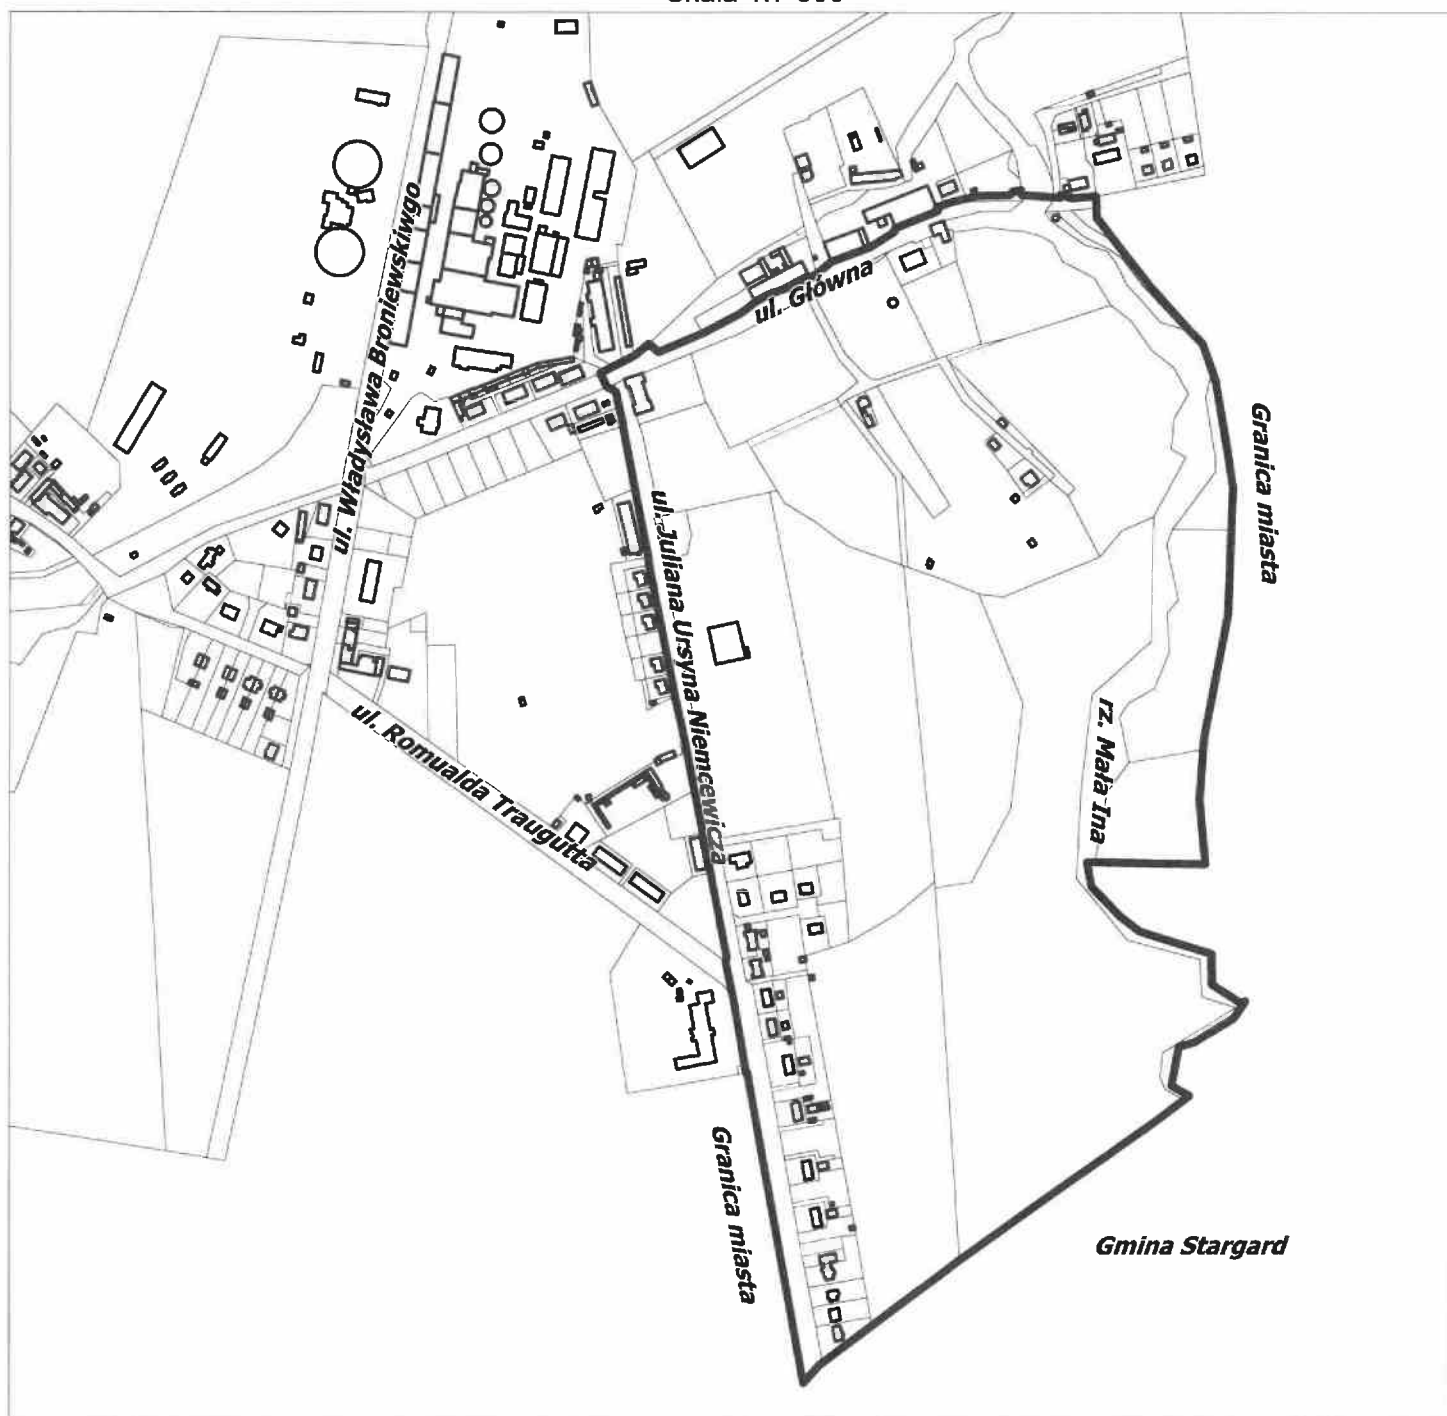 ul. Główna
ul. Władysława Broniewskiwgo
Granica miasta
ul. Juliana Ursyna-Niemcewicza
rz. Mała Ina
ul. Romualda Traugutta
Granica miasta
Gmina Stargard